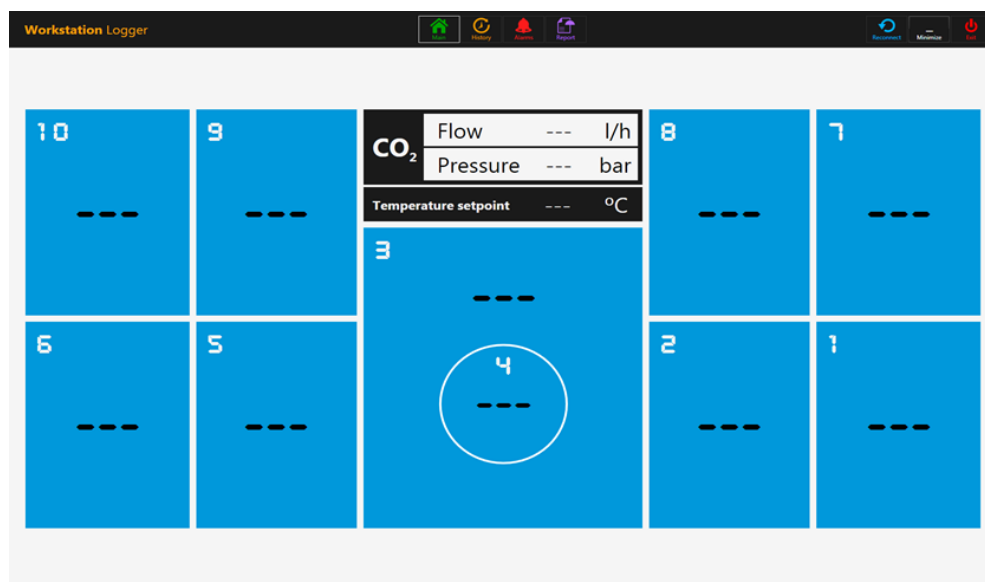 Workstation Logger
Main History Alarms Report
Reconnect Minimize Exit
10 --- 9 ---
CO2
Flow --- l/h
Pressure --- bar
Temperature setpoint --- ºC
8 --- 7 ---
3 ---
4 ---
6 --- 5 ---
2 --- 1 ---